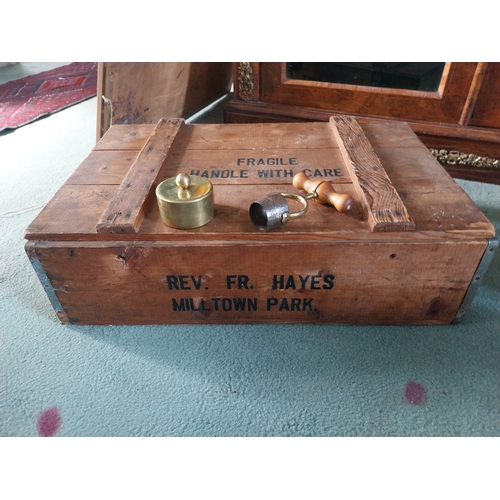 FRAGILE
HANDLE WITH CARE
REV. FR. HAYES
MILLTOWN PARK.